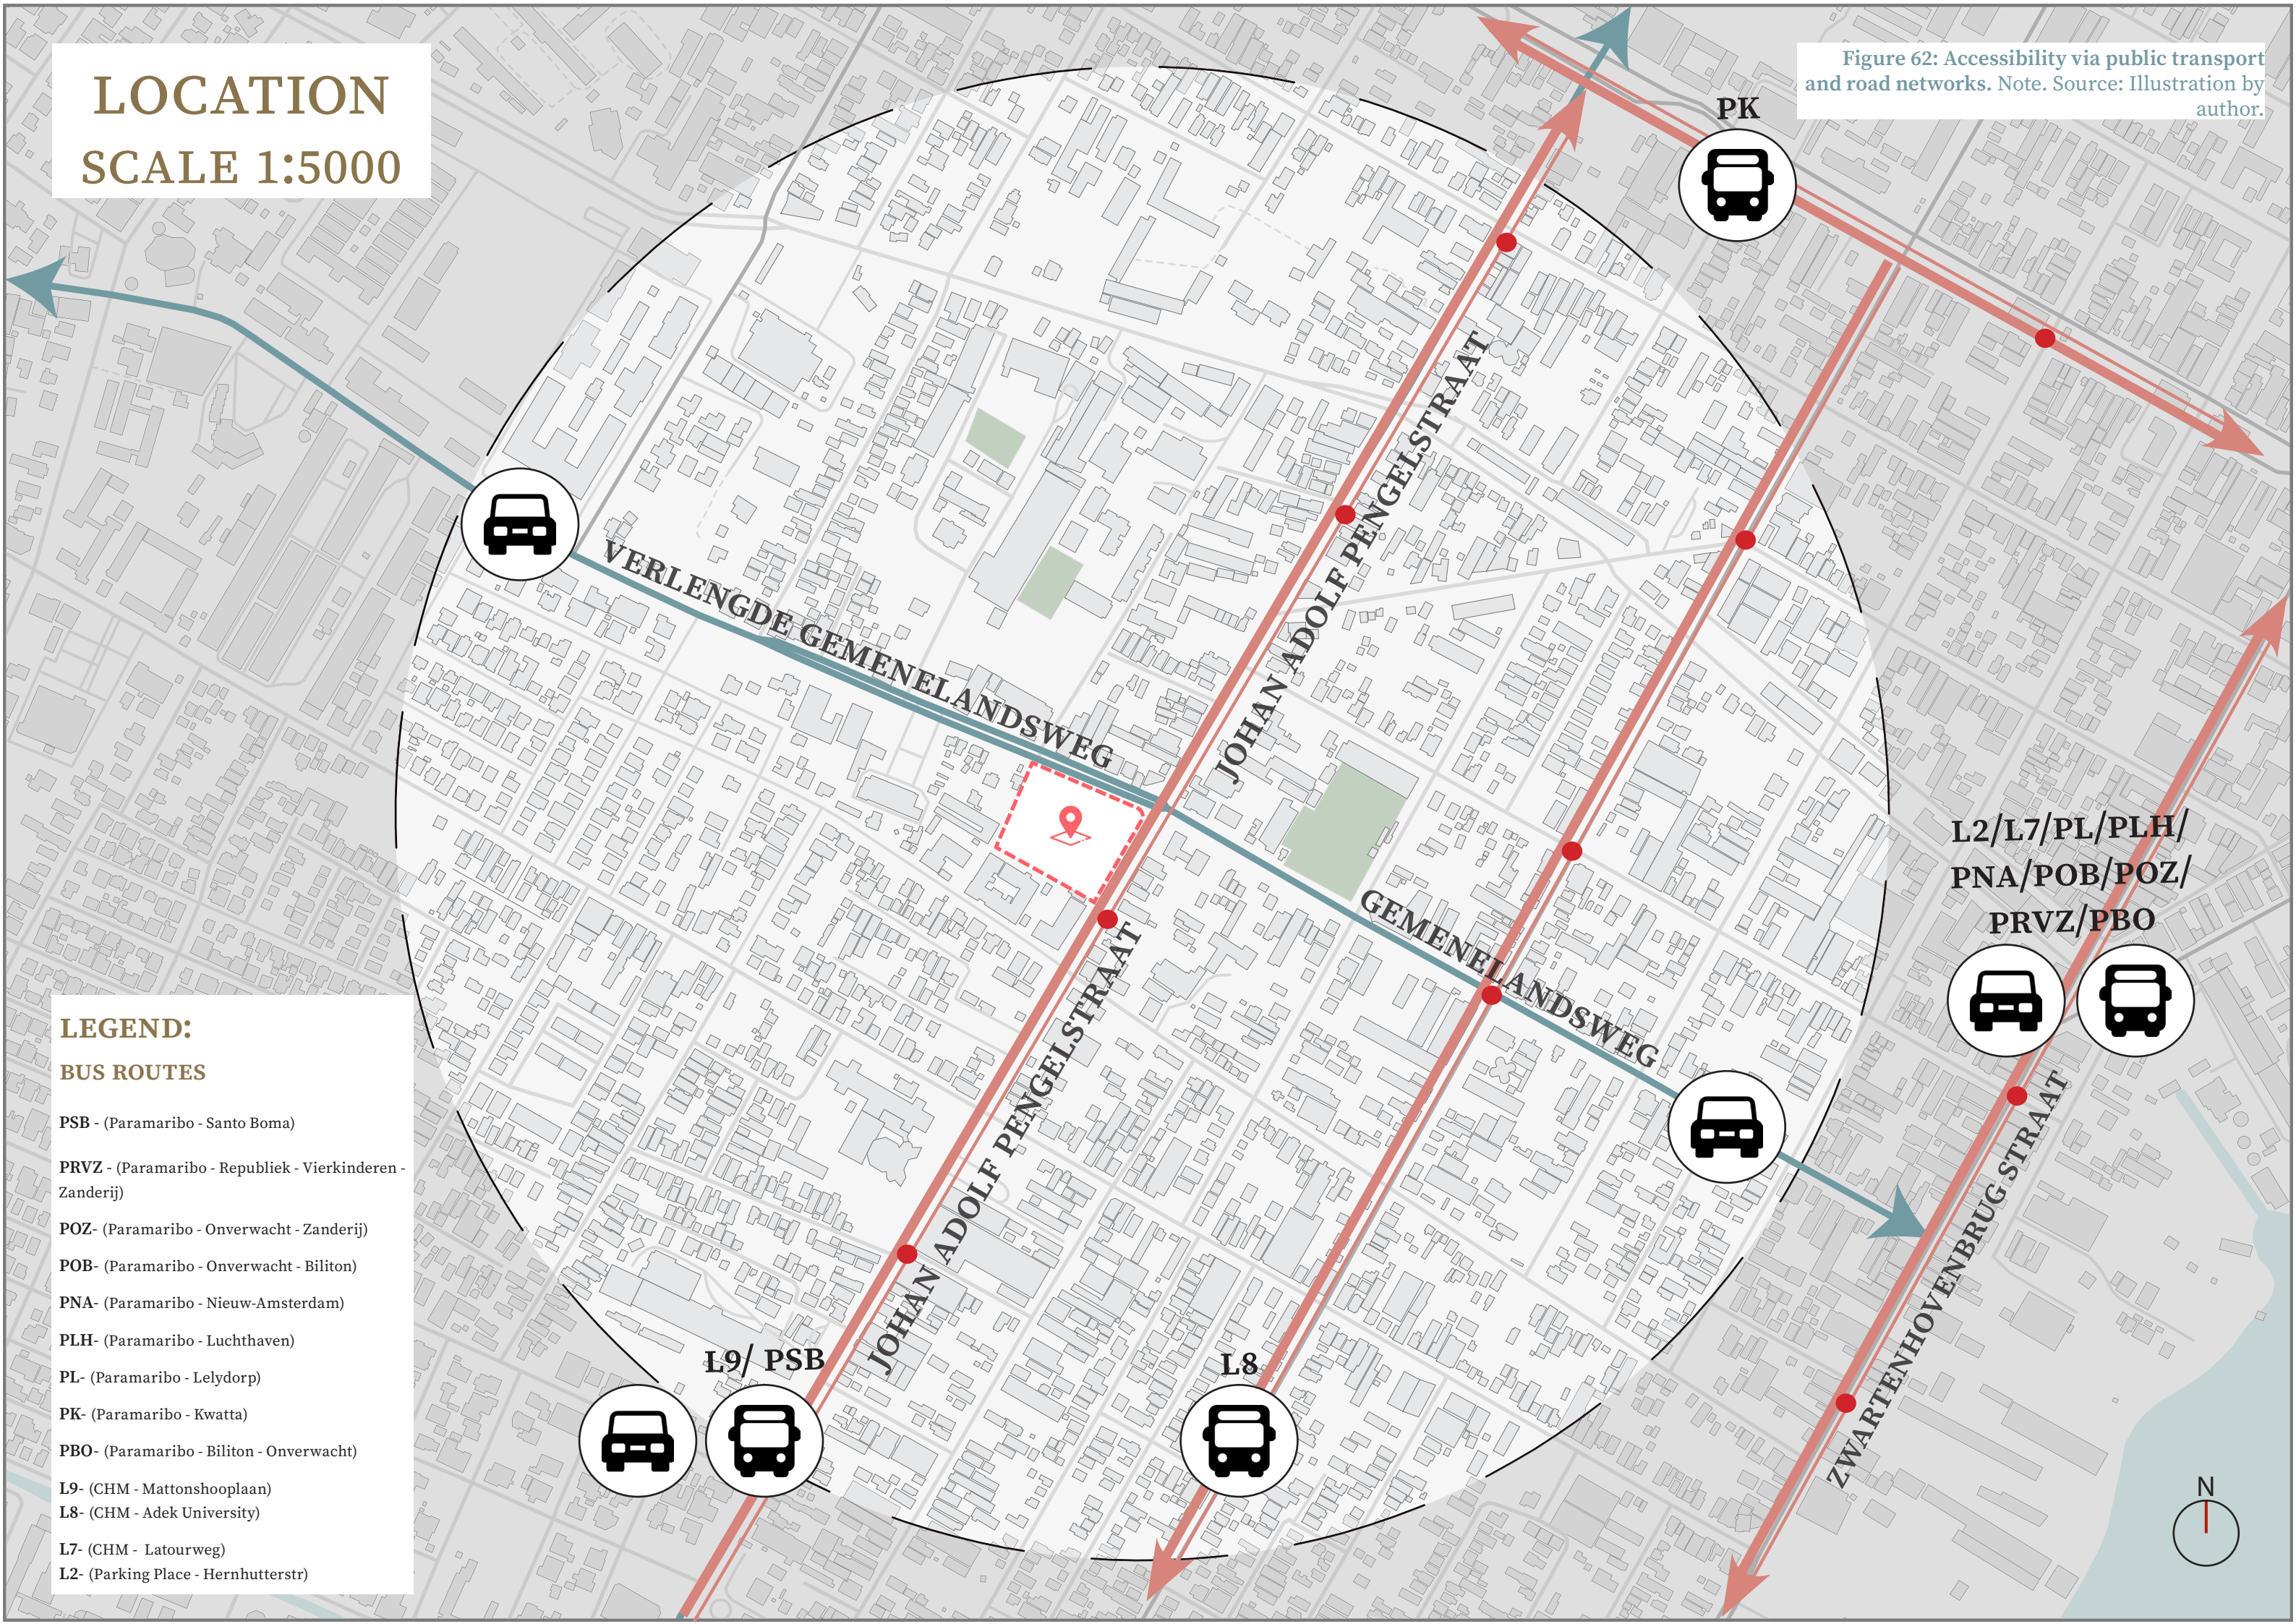 LOCATION
SCALE 1:5000
Figure 62: Accessibility via public transport
and road networks. Note. Source: Illustration by
author.
PK
JOHAN ADOLF PENGELSTRAAT
VERLENGDE GEMENELANDSWEG
L2/L7/PL/PLH/
PNA/POB/POZ/
PRVZ/PBO
GEMENELANDSWEG
JOHAN ADOLF PENGELSTRAAT
ZWARTENHOVENBRUG STRAAT
L9/ PSB
L8
LEGEND:
BUS ROUTES
PSB - (Paramaribo - Santo Boma)
PRVZ - (Paramaribo - Republiek - Vierkinderen -
Zanderij)
POZ- (Paramaribo - Onverwacht - Zanderij)
POB- (Paramaribo - Onverwacht - Biliton)
PNA- (Paramaribo - Nieuw-Amsterdam)
PLH- (Paramaribo - Luchthaven)
PL- (Paramaribo - Lelydorp)
PK- (Paramaribo - Kwatta)
PBO- (Paramaribo - Biliton - Onverwacht)
L9- (CHM - Mattonshooplaan)
L8- (CHM - Adek University)
L7- (CHM - Latourweg)
L2- (Parking Place - Hernhutterstr)
N